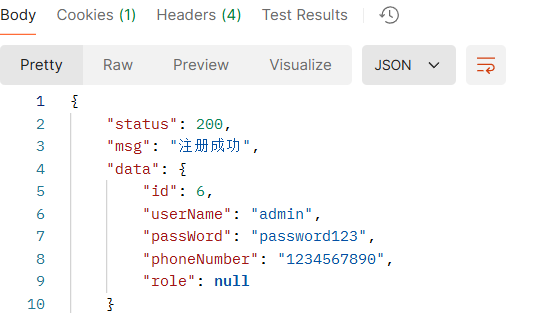 Body Cookies (1) Headers (4) Test Results
Pretty Raw Preview Visualize JSON
1 {
2 "status": 200,
3 "msg": "注册成功",
4 "data": {
5 "id": 6,
6 "userName": "admin",
7 "passWord": "password123",
8 "phoneNumber": "1234567890",
9 "role": null
10 }